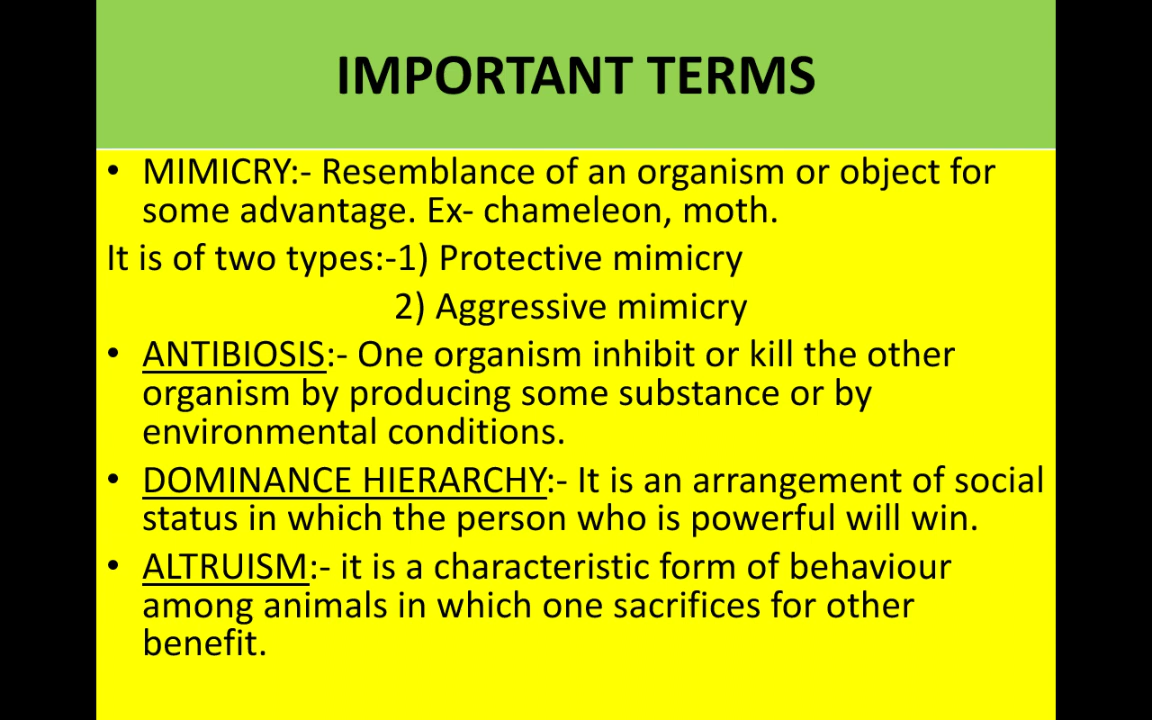 IMPORTANT TERMS
• MIMICRY:- Resemblance of an organism or object for
some advantage. Ex- chameleon, moth.
It is of two types:-1) Protective mimicry
2) Aggressive mimicry
• ANTIBIOSIS:- One organism inhibit or kill the other
organism by producing some substance or by
environmental conditions.
• DOMINANCE HIERARCHY:- It is an arrangement of social
status in which the person who is powerful will win.
• ALTRUISM:- it is a characteristic form of behaviour
among animals in which one sacrifices for other
benefit.